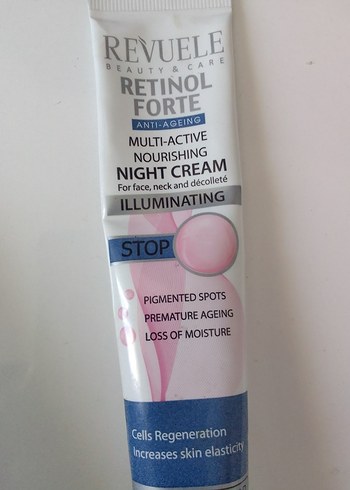 REVUELE
BEAUTY & CARE
RETINOL
FORTE
ANTI-AGEING
MULTI-ACTIVE
NOURISHING
NIGHT CREAM
For face, neck and décolleté
ILLUMINATING
STOP
PIGMENTED SPOTS
PREMATURE AGEING
LOSS OF MOISTURE
Cells Regeneration
Increases skin elasticity